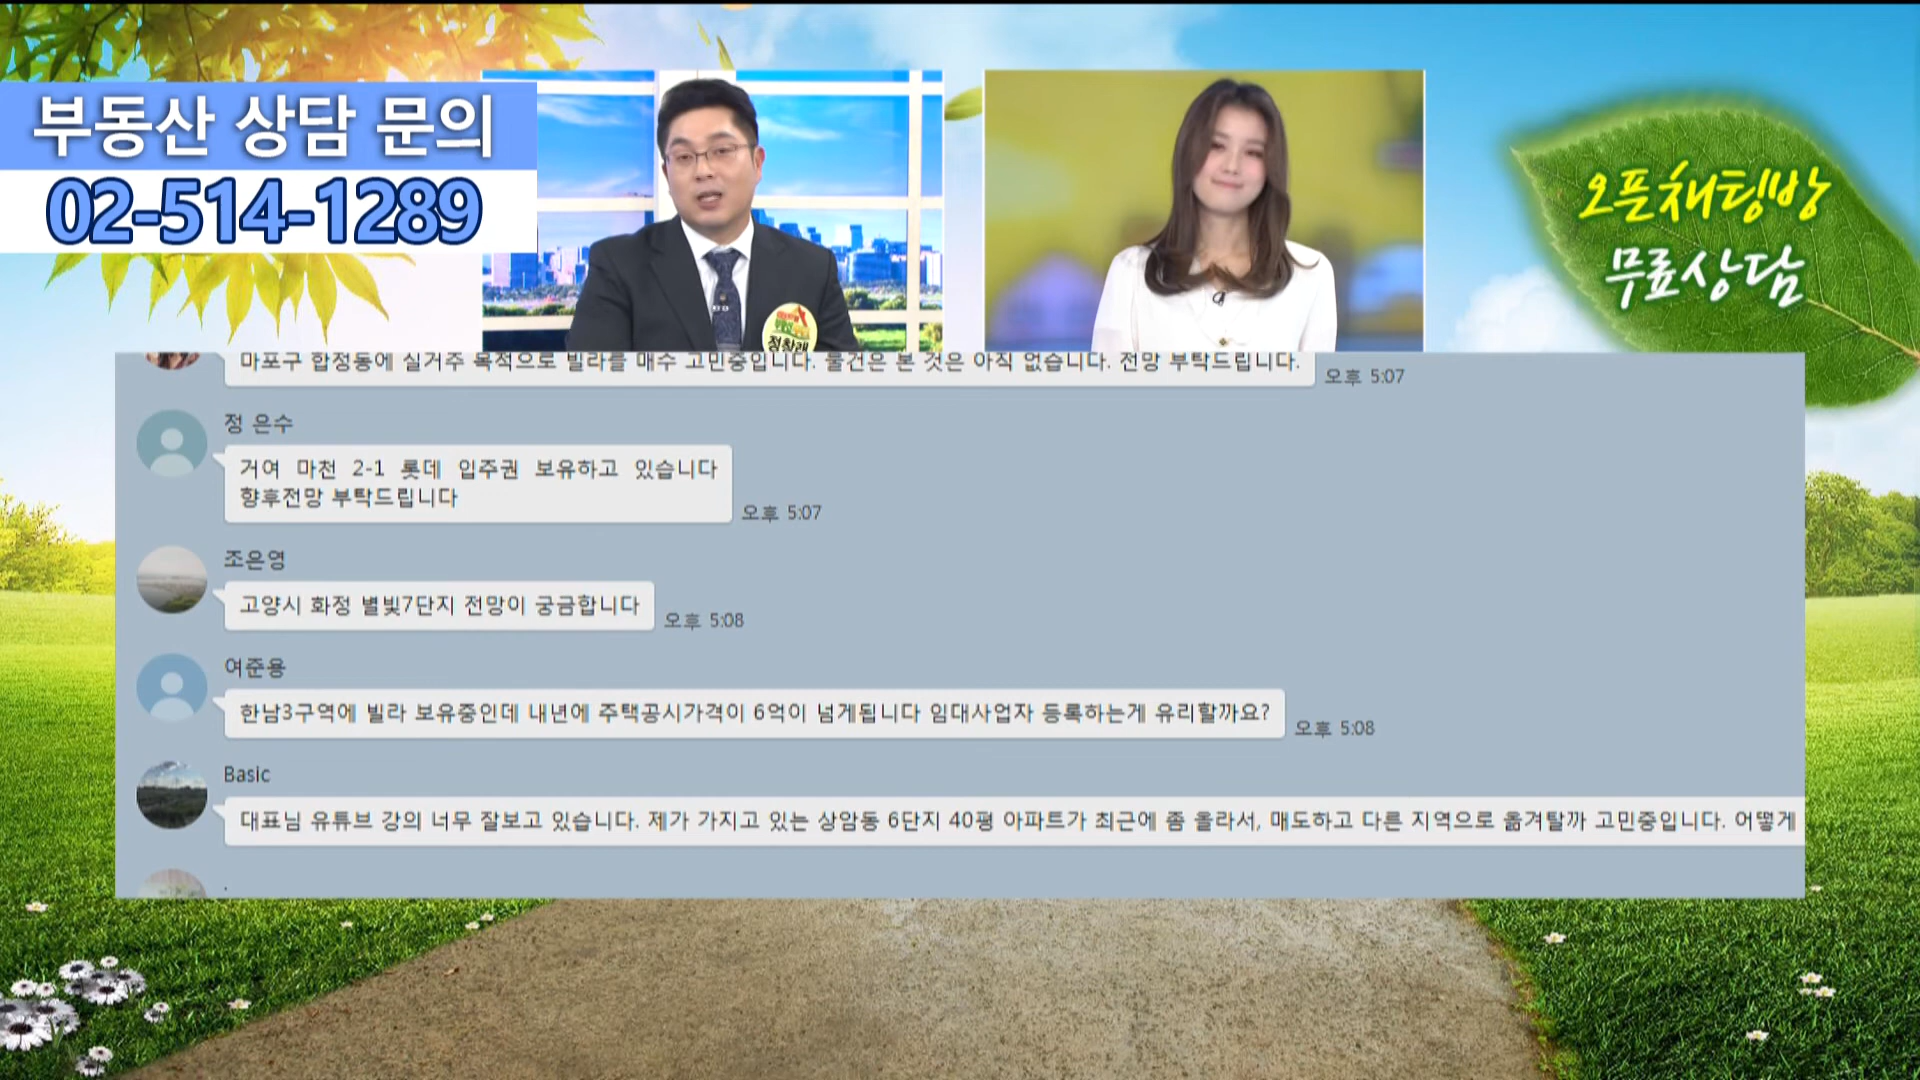 부동산 상담 문의
02-514-1289
정창래
오픈채팅방
무료상담
마포구 합정동에 실거주 목적으로 빌라를 매수 고민중입니다. 물건은 본 것은 아직 없습니다. 전망 부탁드립니다.
오후 5:07
정 은수
거여 마천 2-1 롯데 입주권 보유하고 있습니다
향후전망 부탁드립니다
오후 5:07
조은영
고양시 화정 별빛7단지 전망이 궁금합니다
오후 5:08
여준용
한남3구역에 빌라 보유중인데 내년에 주택공시가격이 6억이 넘게됩니다 임대사업자 등록하는게 유리할까요?
오후 5:08
Basic
대표님 유튜브 강의 너무 잘보고 있습니다. 제가 가지고 있는 상암동 6단지 40평 아파트가 최근에 좀 올라서, 매도하고 다른 지역으로 옮겨탈까 고민중입니다. 어떻게
.